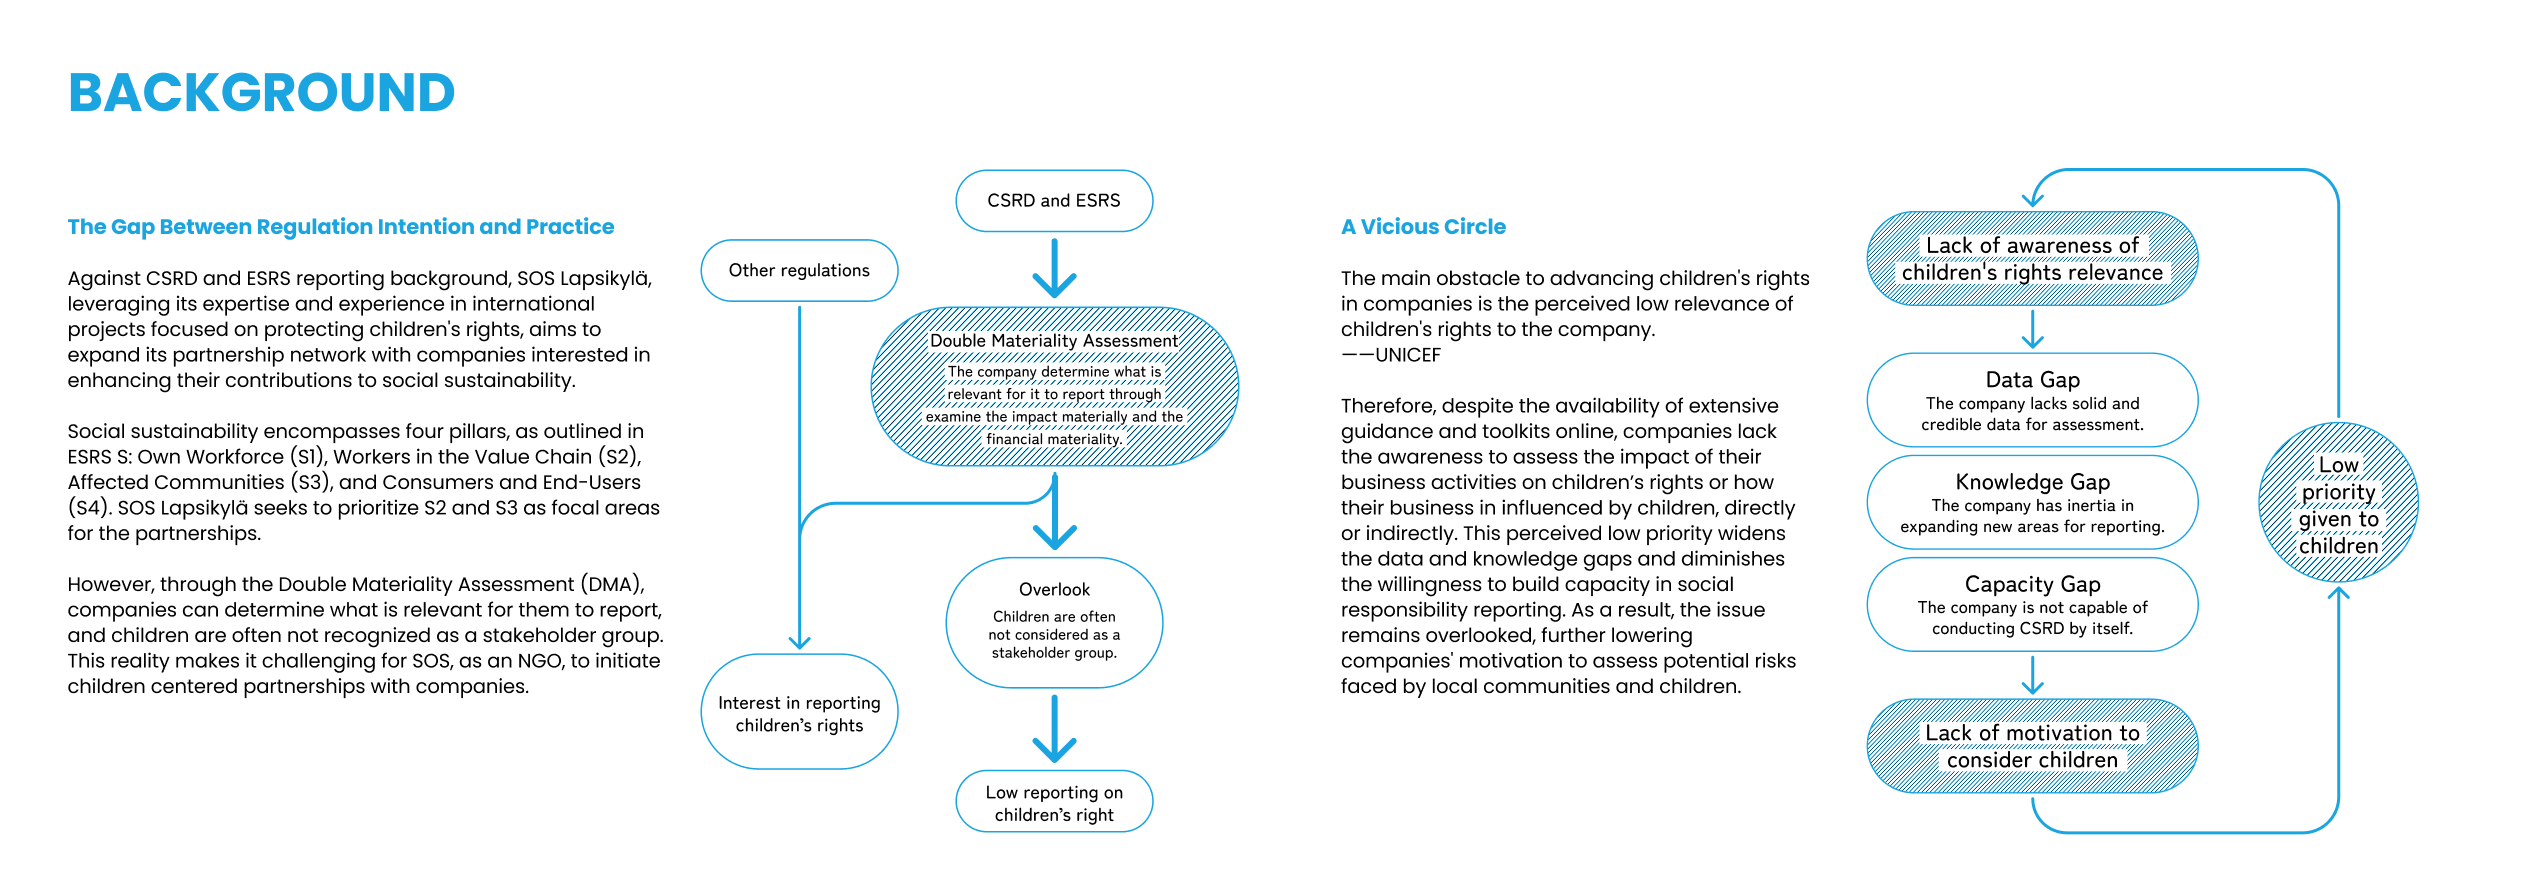 BACKGROUND
The Gap Between Regulation Intention and Practice
Against CSRD and ESRS reporting background, SOS Lapsikylä,
leveraging its expertise and experience in international
projects focused on protecting children's rights, aims to
expand its partnership network with companies interested in
enhancing their contributions to social sustainability.
Social sustainability encompasses four pillars, as outlined in
ESRS S: Own Workforce (S1), Workers in the Value Chain (S2),
Affected Communities (S3), and Consumers and End-Users
(S4). SOS Lapsikylä seeks to prioritize S2 and S3 as focal areas
for the partnerships.
However, through the Double Materiality Assessment (DMA),
companies can determine what is relevant for them to report,
and children are often not recognized as a stakeholder group.
This reality makes it challenging for SOS, as an NGO, to initiate
children centered partnerships with companies.
CSRD and ESRS
Other regulations
Double Materiality Assessment
The company determine what is
relevant for it to report through
examine the impact materially and the
financial materiality.
Overlook
Children are often
not considered as a
stakeholder group.
Interest in reporting
children’s rights
Low reporting on
children’s right
A Vicious Circle
The main obstacle to advancing children's rights
in companies is the perceived low relevance of
children's rights to the company.
——UNICEF
Therefore, despite the availability of extensive
guidance and toolkits online, companies lack
the awareness to assess the impact of their
business activities on children’s rights or how
their business in influenced by children, directly
or indirectly. This perceived low priority widens
the data and knowledge gaps and diminishes
the willingness to build capacity in social
responsibility reporting. As a result, the issue
remains overlooked, further lowering
companies' motivation to assess potential risks
faced by local communities and children.
Lack of awareness of
children's rights relevance
Data Gap
The company lacks solid and
credible data for assessment.
Knowledge Gap
The company has inertia in
expanding new areas for reporting.
Capacity Gap
The company is not capable of
conducting CSRD by itself.
Lack of motivation to
consider children
Low
priority
given to
children